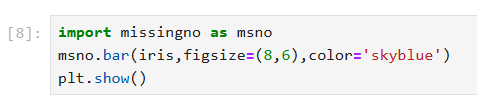 [8]: import missingno as msno
msno.bar(iris,figsize=(8,6),color='skyblue')
plt.show()